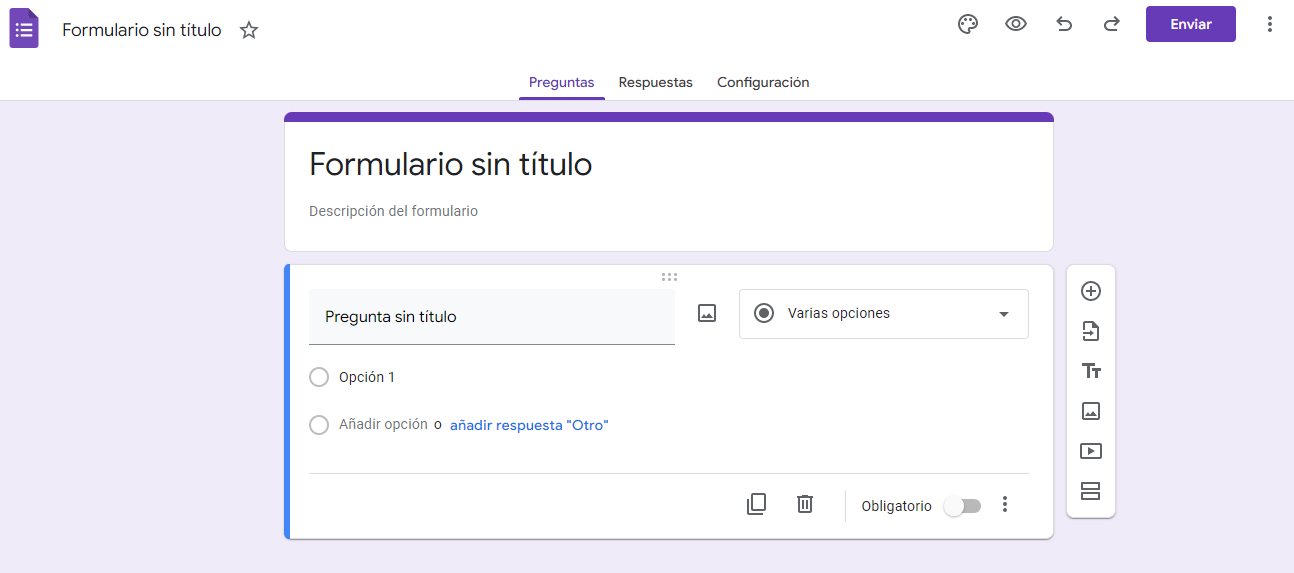 Formulario sin título
Enviar
Preguntas Respuestas Configuración
Formulario sin título
Descripción del formulario
Pregunta sin título
Varias opciones
Opción 1
Añadir opción o añadir respuesta "Otro"
Obligatorio
Tт